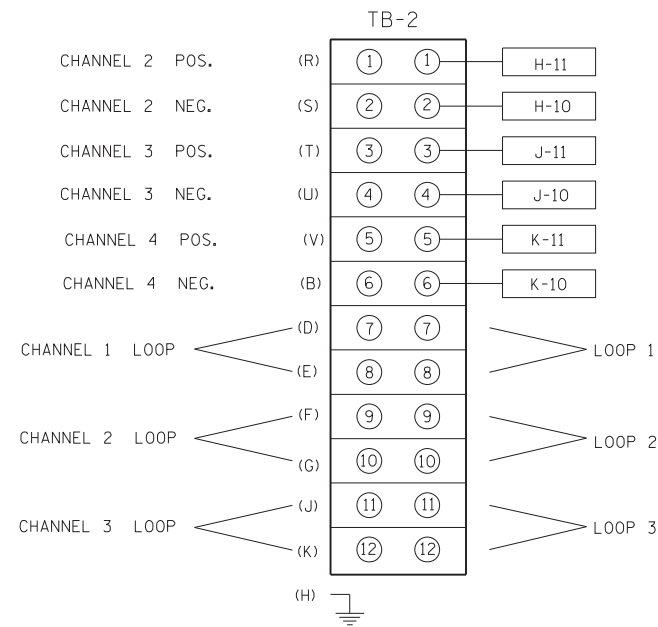 TB-2
CHANNEL 2 POS. (R) 1 1 H-11
CHANNEL 2 NEG. (S) 2 2 H-10
CHANNEL 3 POS. (T) 3 3 J-11
CHANNEL 3 NEG. (U) 4 4 J-10
CHANNEL 4 POS. (V) 5 5 K-11
CHANNEL 4 NEG. (B) 6 6 K-10
(D) 7 7
CHANNEL 1 LOOP LOOP 1
(E) 8 8
(F) 9 9
CHANNEL 2 LOOP LOOP 2
(G) 10 10
(J) 11 11
CHANNEL 3 LOOP LOOP 3
(K) 12 12
(H)